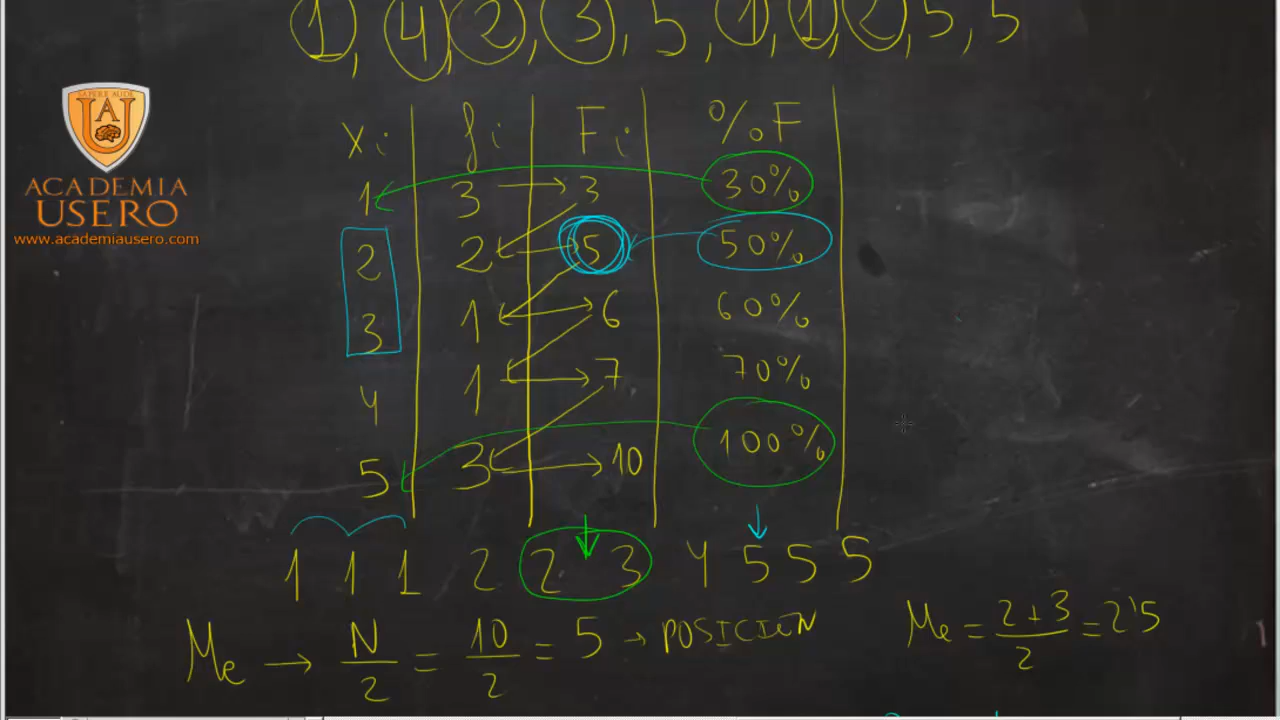 1, 4, 2, 3, 5, 1, 1, 2, 5, 5
SAPERE AUDE
UA
ACADEMIA
USERO
www.academiausero.com
xi fi Fi %F
1 3 3 30%
2 2 5 50%
3 1 6 60%
4 1 7 70%
5 3 10 100%
1 1 1 2 2 3 4 5 5 5
Me → N/2 = 10/2 = 5 → POSICIÓN
Me = 2+3/2 = 2'5